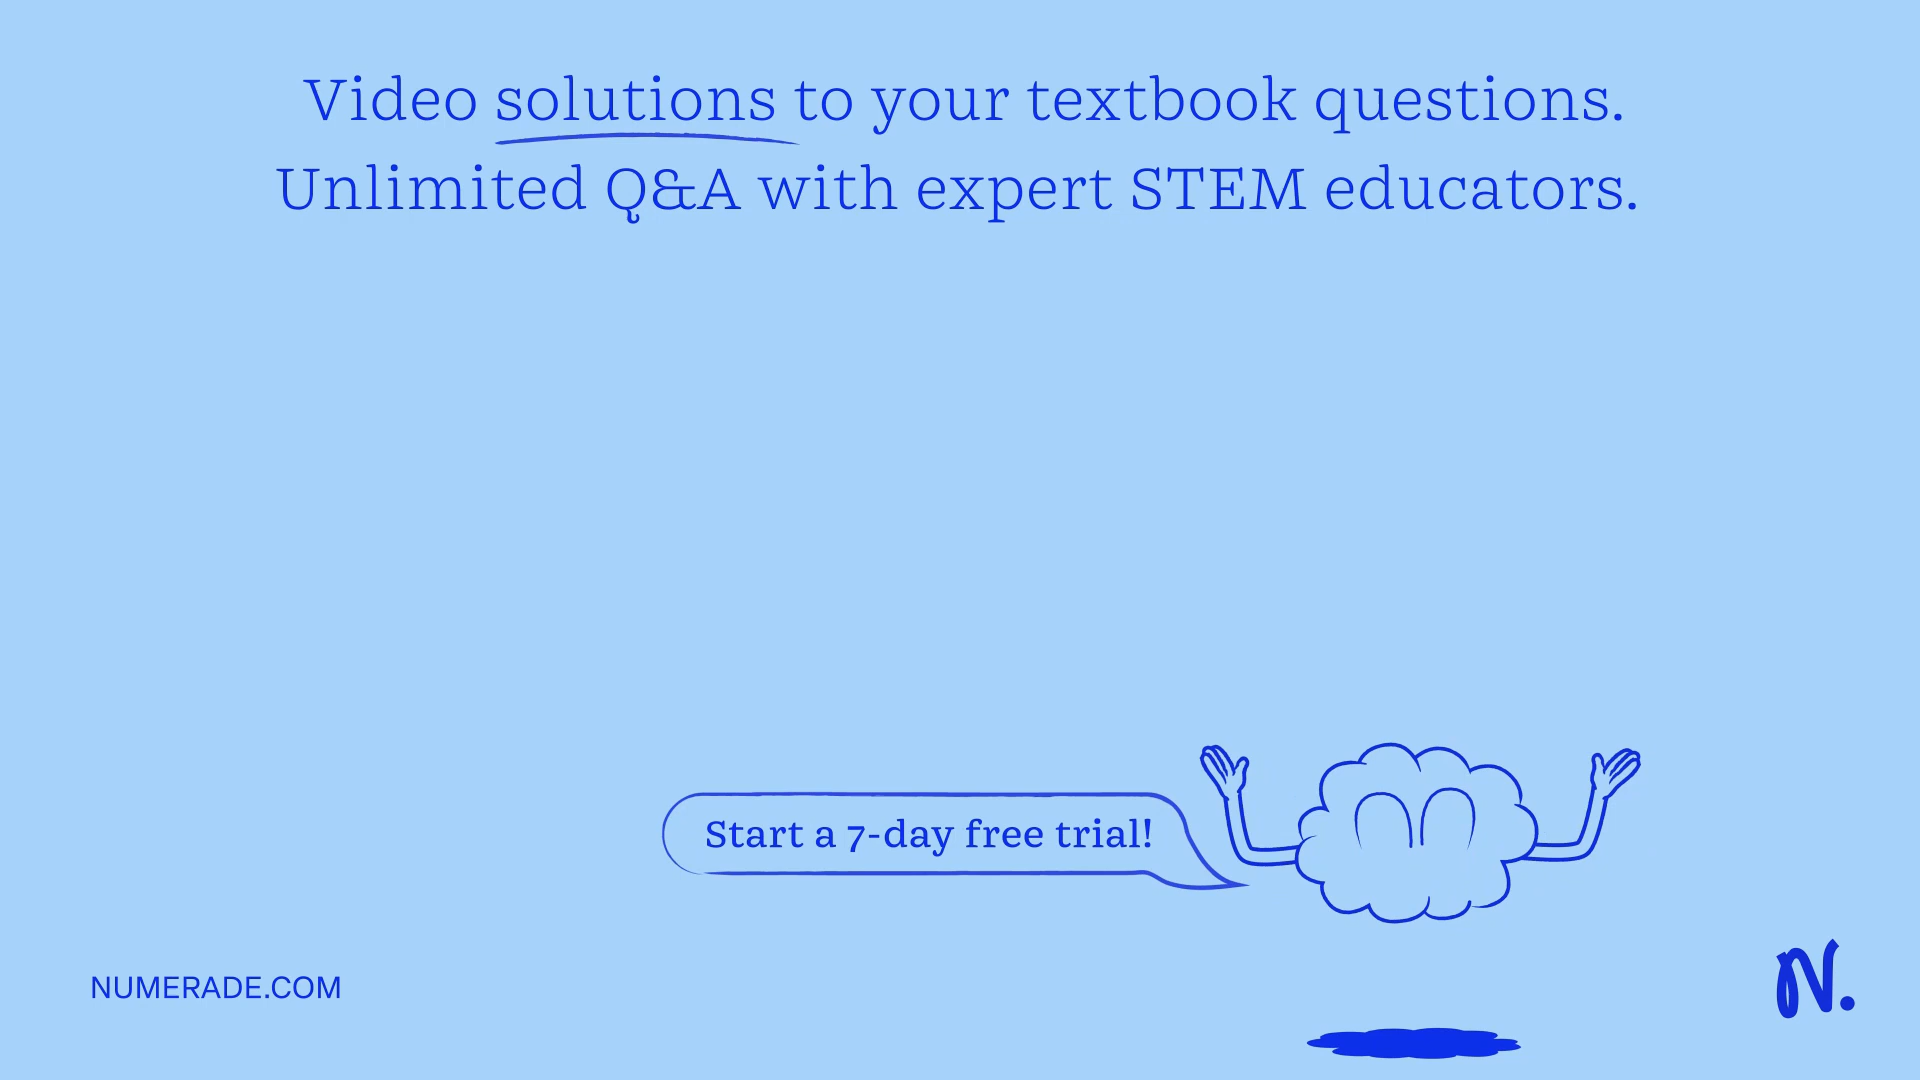 Video solutions to your textbook questions.
Unlimited Q&A with expert STEM educators.
Start a 7-day free trial!
NUMERADE.COM
N.